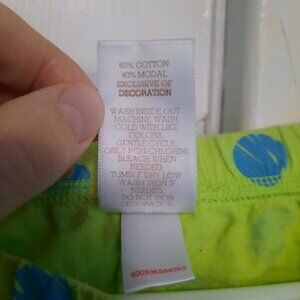 60% COTTON
40% MODAL
EXCLUSIVE OF
DECORATION
WASH INSIDE OUT.
MACHINE WASH
COLD WITH LIKE
COLORS,
GENTLE CYCLE.
ONLY NON-CHLORINE
BLEACH WHEN
NEEDED.
TUMBLE DRY LOW
WARM IRON IF
NEEDED.
DO NOT IRON
DECORATION